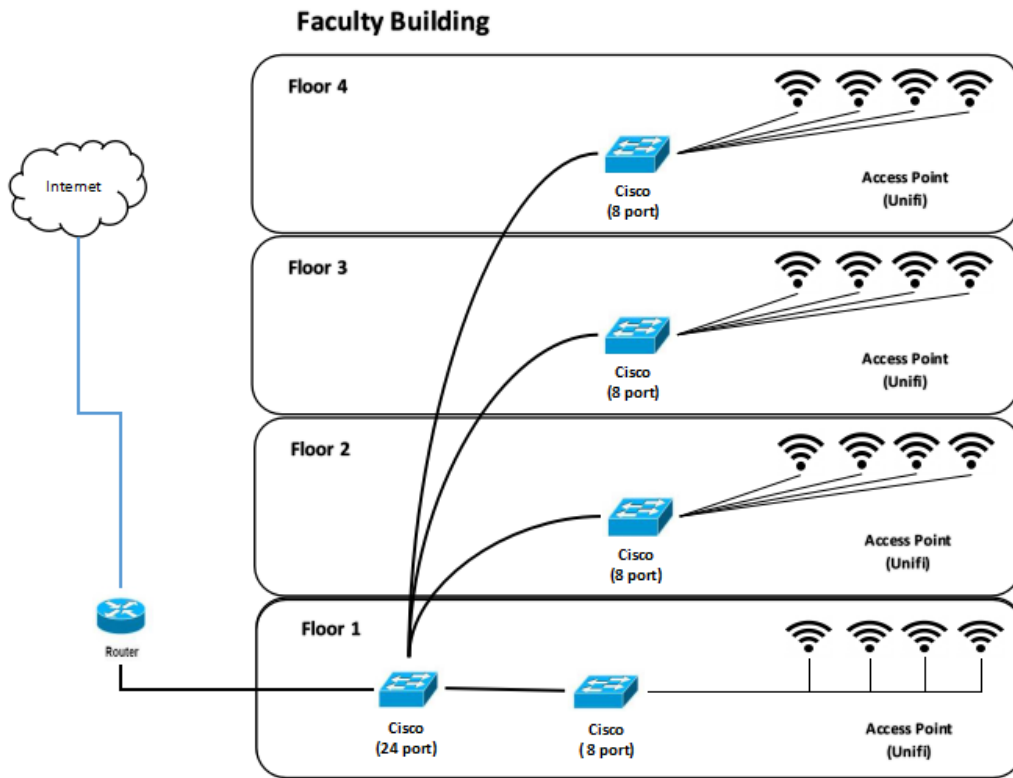 Faculty Building
Floor 4
Cisco
(8 port)
Access Point
(Unifi)
Internet
Floor 3
Cisco
(8 port)
Access Point
(Unifi)
Floor 2
Cisco
(8 port)
Access Point
(Unifi)
Floor 1
Router
Cisco
(24 port)
Cisco
( 8 port)
Access Point
(Unifi)